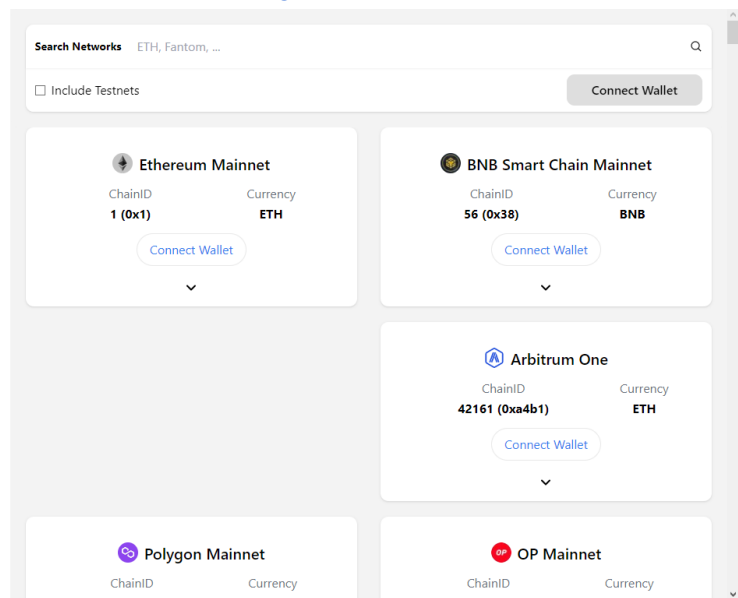 Search Networks ETH, Fantom, ...
Include Testnets
Connect Wallet
Ethereum Mainnet
ChainID Currency
1 (0x1) ETH
Connect Wallet
BNB Smart Chain Mainnet
ChainID Currency
56 (0x38) BNB
Connect Wallet
Arbitrum One
ChainID Currency
42161 (0xa4b1) ETH
Connect Wallet
Polygon Mainnet
ChainID Currency
OP OP Mainnet
ChainID Currency